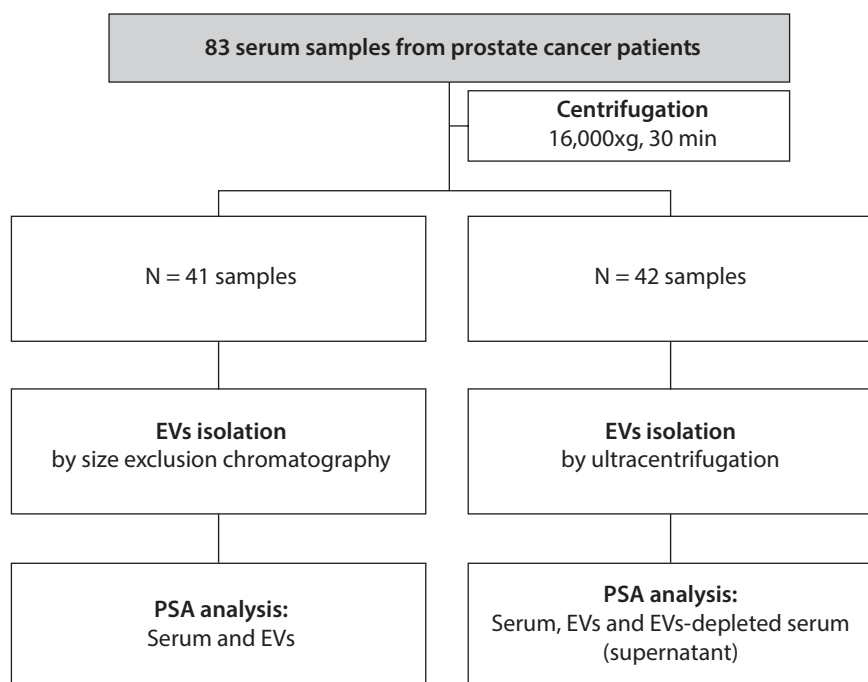 83 serum samples from prostate cancer patients
Centrifugation
16,000xg, 30 min
N = 41 samples
N = 42 samples
EVs isolation
by size exclusion chromatography
EVs isolation
by ultracentrifugation
PSA analysis:
Serum and EVs
PSA analysis:
Serum, EVs and EVs-depleted serum
(supernatant)